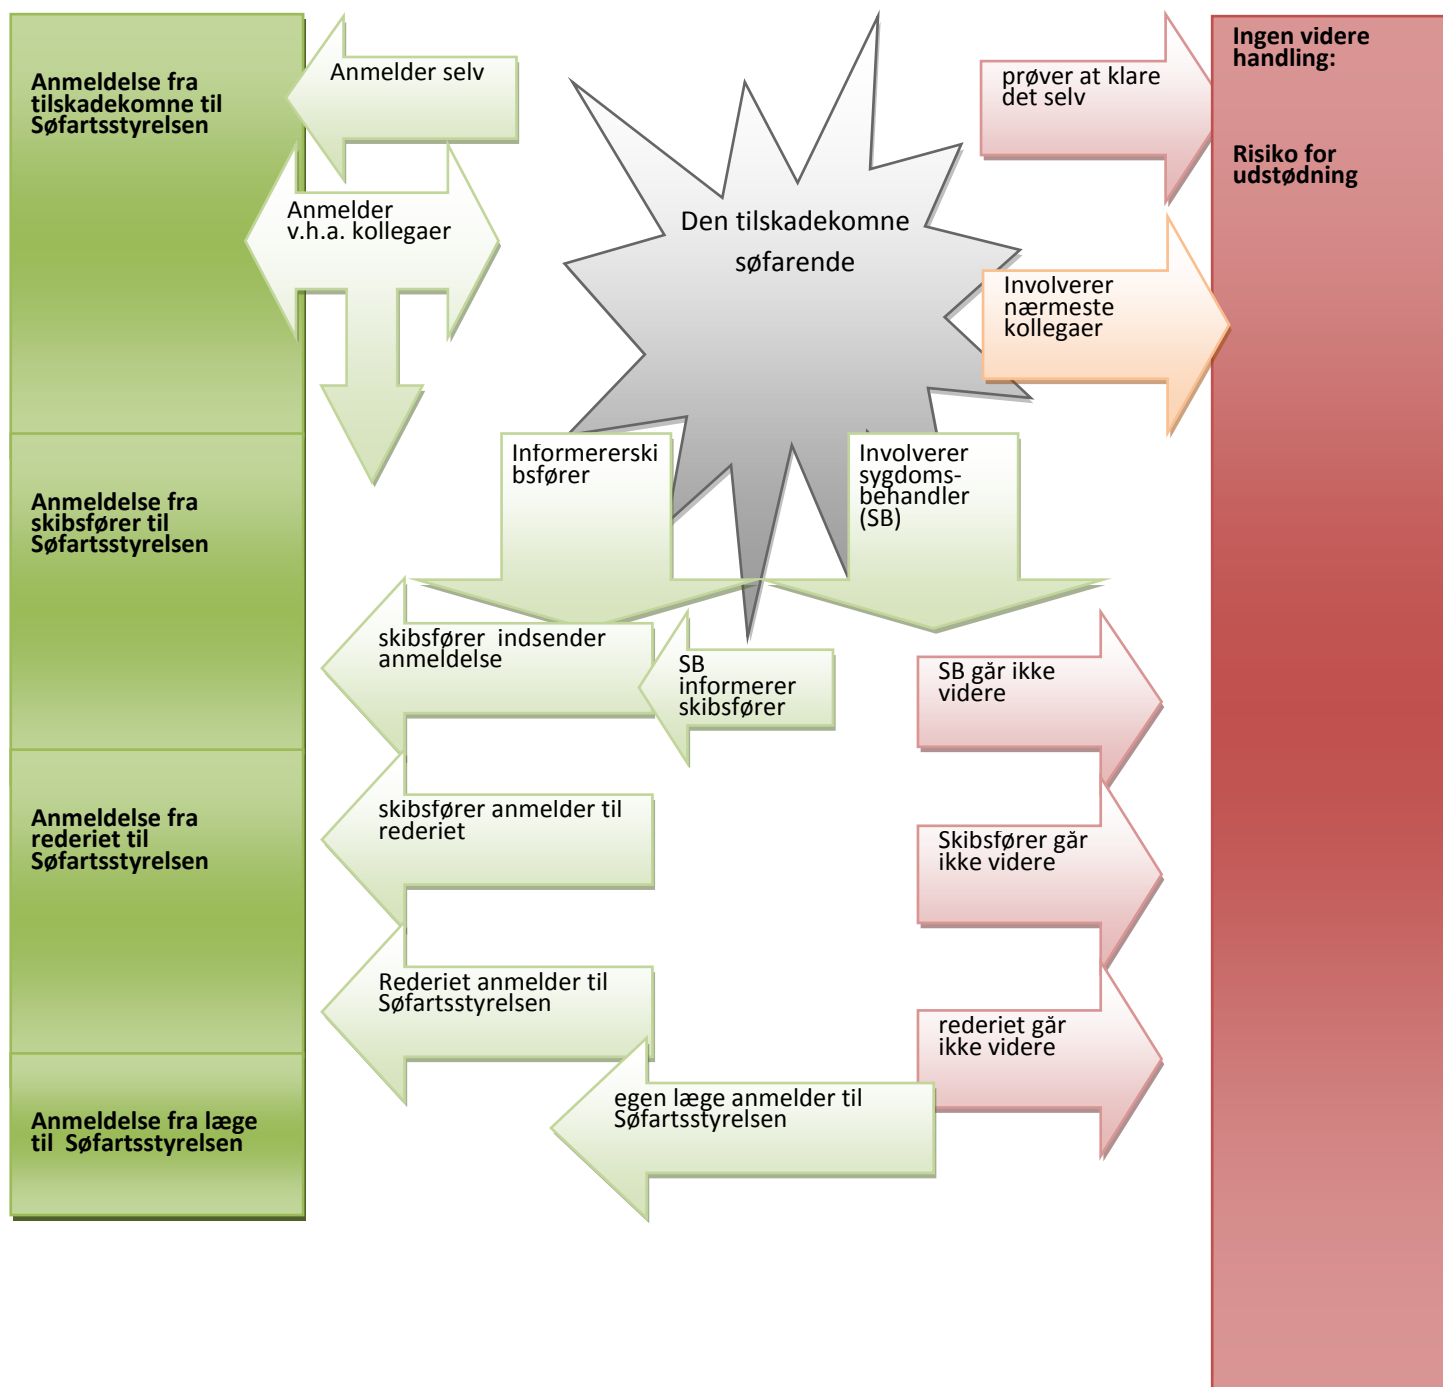 Anmeldelse fra
tilskadekomne til
Søfartsstyrelsen
Anmelder selv
Anmelder
v.h.a. kollegaer
Den tilskadekomne
søfarende
prøver at klare
det selv
Ingen videre
handling:
Risiko for
udstødning
Involverer
nærmeste
kollegaer
Anmeldelse fra
skibsfører til
Søfartsstyrelsen
Informererski
bsfører
Involverer
sygdoms-
behandler
(SB)
skibsfører  indsender
anmeldelse
SB
informerer
skibsfører
SB går ikke
videre
Anmeldelse fra
rederiet til
Søfartsstyrelsen
skibsfører anmelder til
rederiet
Skibsfører går
ikke videre
Rederiet anmelder til
Søfartsstyrelsen
rederiet går
ikke videre
Anmeldelse fra læge
til  Søfartsstyrelsen
egen læge anmelder til
Søfartsstyrelsen